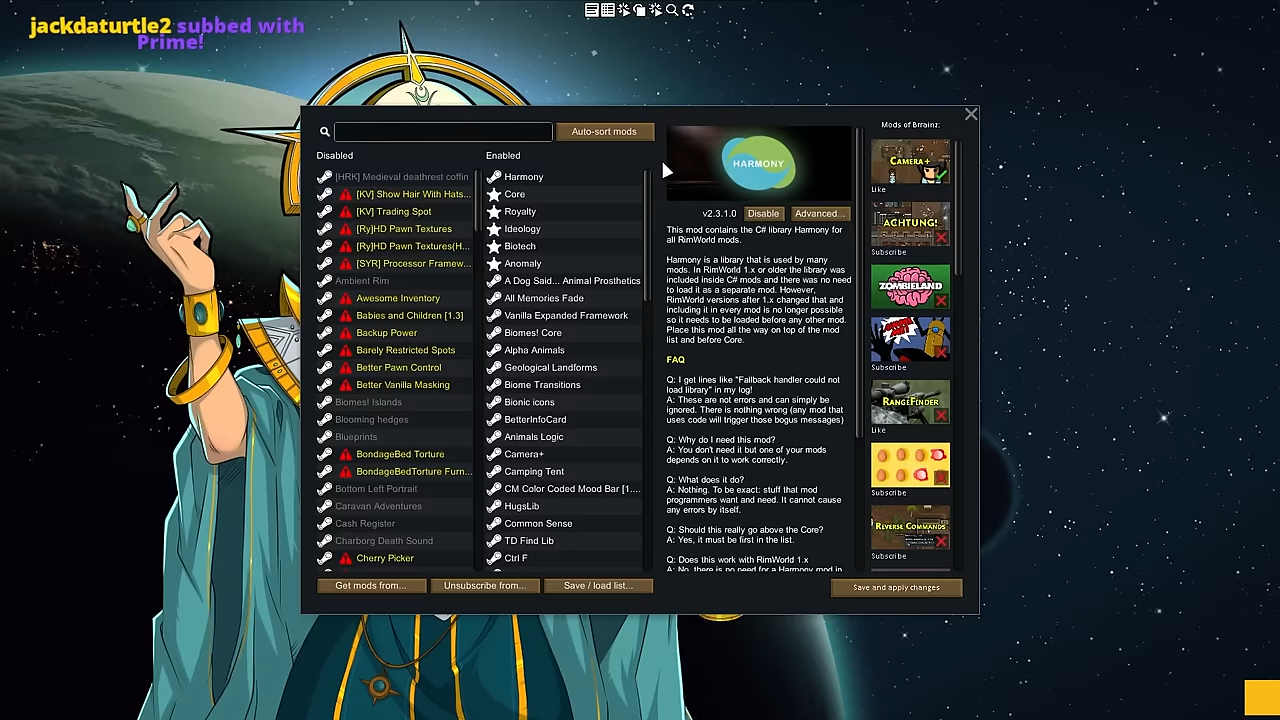 jackdaturtle2 subbed with
Prime!
Auto-sort mods
Mods of Brrainz:
Disabled
Enabled
[HRK] Medieval deathrest coffin
[KV] Show Hair With Hats...
[KV] Trading Spot
[Ry]HD Pawn Textures
[Ry]HD Pawn Textures(H...
[SYR] Processor Framew...
Ambient Rim
Awesome Inventory
Babies and Children [1.3]
Backup Power
Barely Restricted Spots
Better Pawn Control
Better Vanilla Masking
Biomes! Islands
Blooming hedges
Blueprints
BondageBed Torture
BondageBedTorture Furn...
Bottom Left Portrait
Caravan Adventures
Cash Register
Charborg Death Sound
Cherry Picker
Harmony
Core
Royalty
Ideology
Biotech
Anomaly
A Dog Said... Animal Prosthetics
All Memories Fade
Vanilla Expanded Framework
Biomes! Core
Alpha Animals
Geological Landforms
Biome Transitions
Bionic icons
BetterInfoCard
Animals Logic
Camera+
Camping Tent
CM Color Coded Mood Bar [1....
HugsLib
Common Sense
TD Find Lib
Ctrl F
HARMONY
v2.3.1.0
Disable
Advanced...
This mod contains the C# library Harmony for
all RimWorld mods.
Harmony is a library that is used by many
mods. In RimWorld 1.x or older the library was
included inside C# mods and there was no need
to load it as a separate mod. However,
RimWorld versions after 1.x changed that and
including it in every mod is no longer possible
so it needs to be loaded before any other mod.
Place this mod all the way on top of the mod
list and before Core.
FAQ
Q: I get lines like "Fallback handler could not
load library" in my log!
A: These are not errors and can simply be
ignored. There is nothing wrong (any mod that
uses code will trigger those bogus messages)
Q: Why do I need this mod?
A: You don't need it but one of your mods
depends on it to work correctly.
Q: What does it do?
A: Nothing. To be exact: stuff that mod
programmers want and need. It cannot cause
any errors by itself.
Q: Should this really go above the Core?
A: Yes, it must be first in the list.
Q: Does this work with RimWorld 1.x
A: No, there is no need for a Harmony mod in
CAMERA+
Like
ACHTUNG!
Subscribe
ZOMBIELAND
Subscribe
RANGEFINDER
Like
Subscribe
REVERSE COMMANDS
Subscribe
Get mods from...
Unsubscribe from...
Save / load list...
Save and apply changes